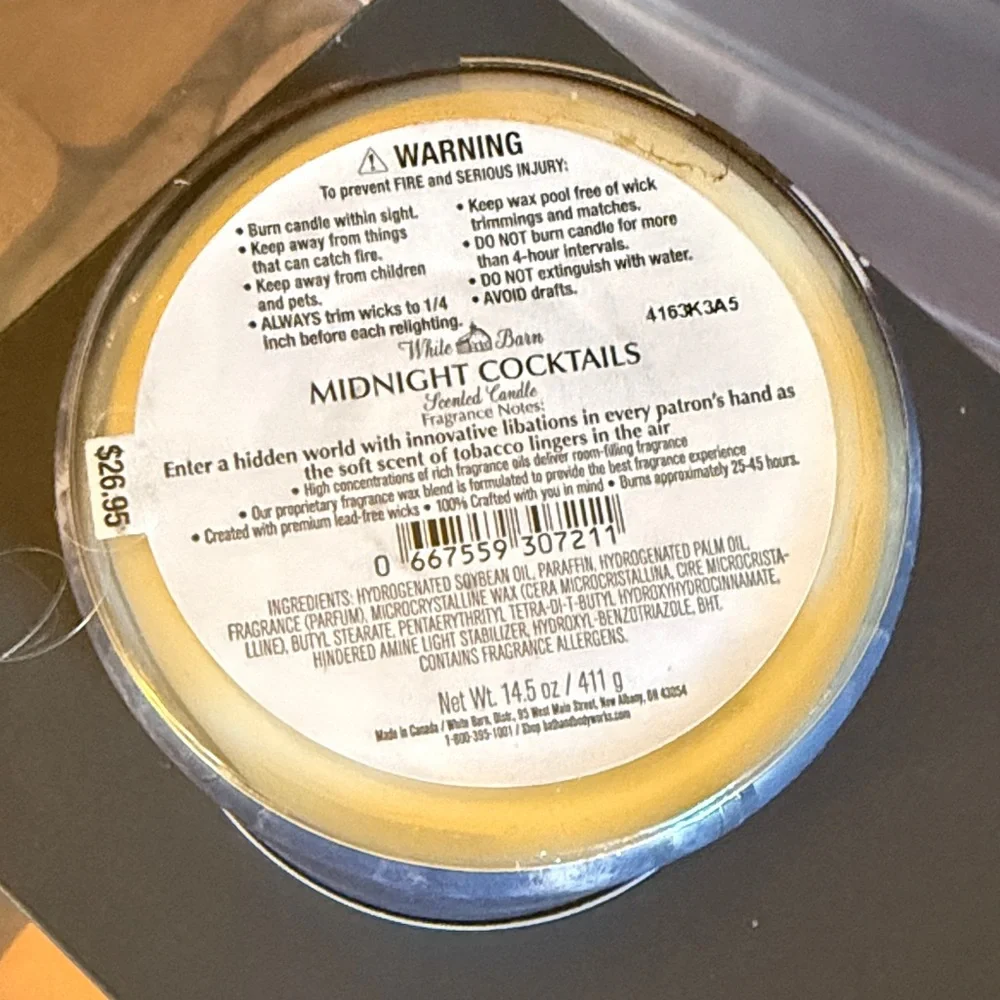 ⚠ WARNING
To prevent FIRE and SERIOUS INJURY:
• Burn candle within sight.
• Keep away from things
that can catch fire.
• Keep away from children
and pets.
• ALWAYS trim wicks to 1/4
inch before each relighting.
• Keep wax pool free of wick
trimmings and matches.
• DO NOT burn candle for more
than 4-hour intervals.
• DO NOT extinguish with water.
• AVOID drafts.
4163K3A5
White Barn
MIDNIGHT COCKTAILS
Scented Candle
Fragrance Notes:
Enter a hidden world with innovative libations in every patron's hand as
the soft scent of tobacco lingers in the air
• High concentrations of rich fragrance oils deliver room-filling fragrance
• Our proprietary fragrance wax blend is formulated to provide the best fragrance experience
• Created with premium lead-free wicks • 100% Crafted with you in mind • Burns approximately 25-45 hours.
$26.95
0 667559 307211
INGREDIENTS: HYDROGENATED SOYBEAN OIL, PARAFFIN, HYDROGENATED PALM OIL,
FRAGRANCE (PARFUM), MICROCRYSTALLINE WAX (CERA MICROCRISTALLINA, CIRE MICROCRISTA-
LLINE), BUTYL STEARATE, PENTAERYTHRITYL TETRA-DI-T-BUTYL HYDROXYHYDROCINNAMATE,
HINDERED AMINE LIGHT STABILIZER, HYDROXYL-BENZOTRIAZOLE, BHT,
CONTAINS FRAGRANCE ALLERGENS.
Net Wt. 14.5 oz / 411 g
Made in Canada / White Barn, Distr., 95 West Main Street, New Albany, OH 43054
1-800-395-1001 / Shop bathandbodyworks.com